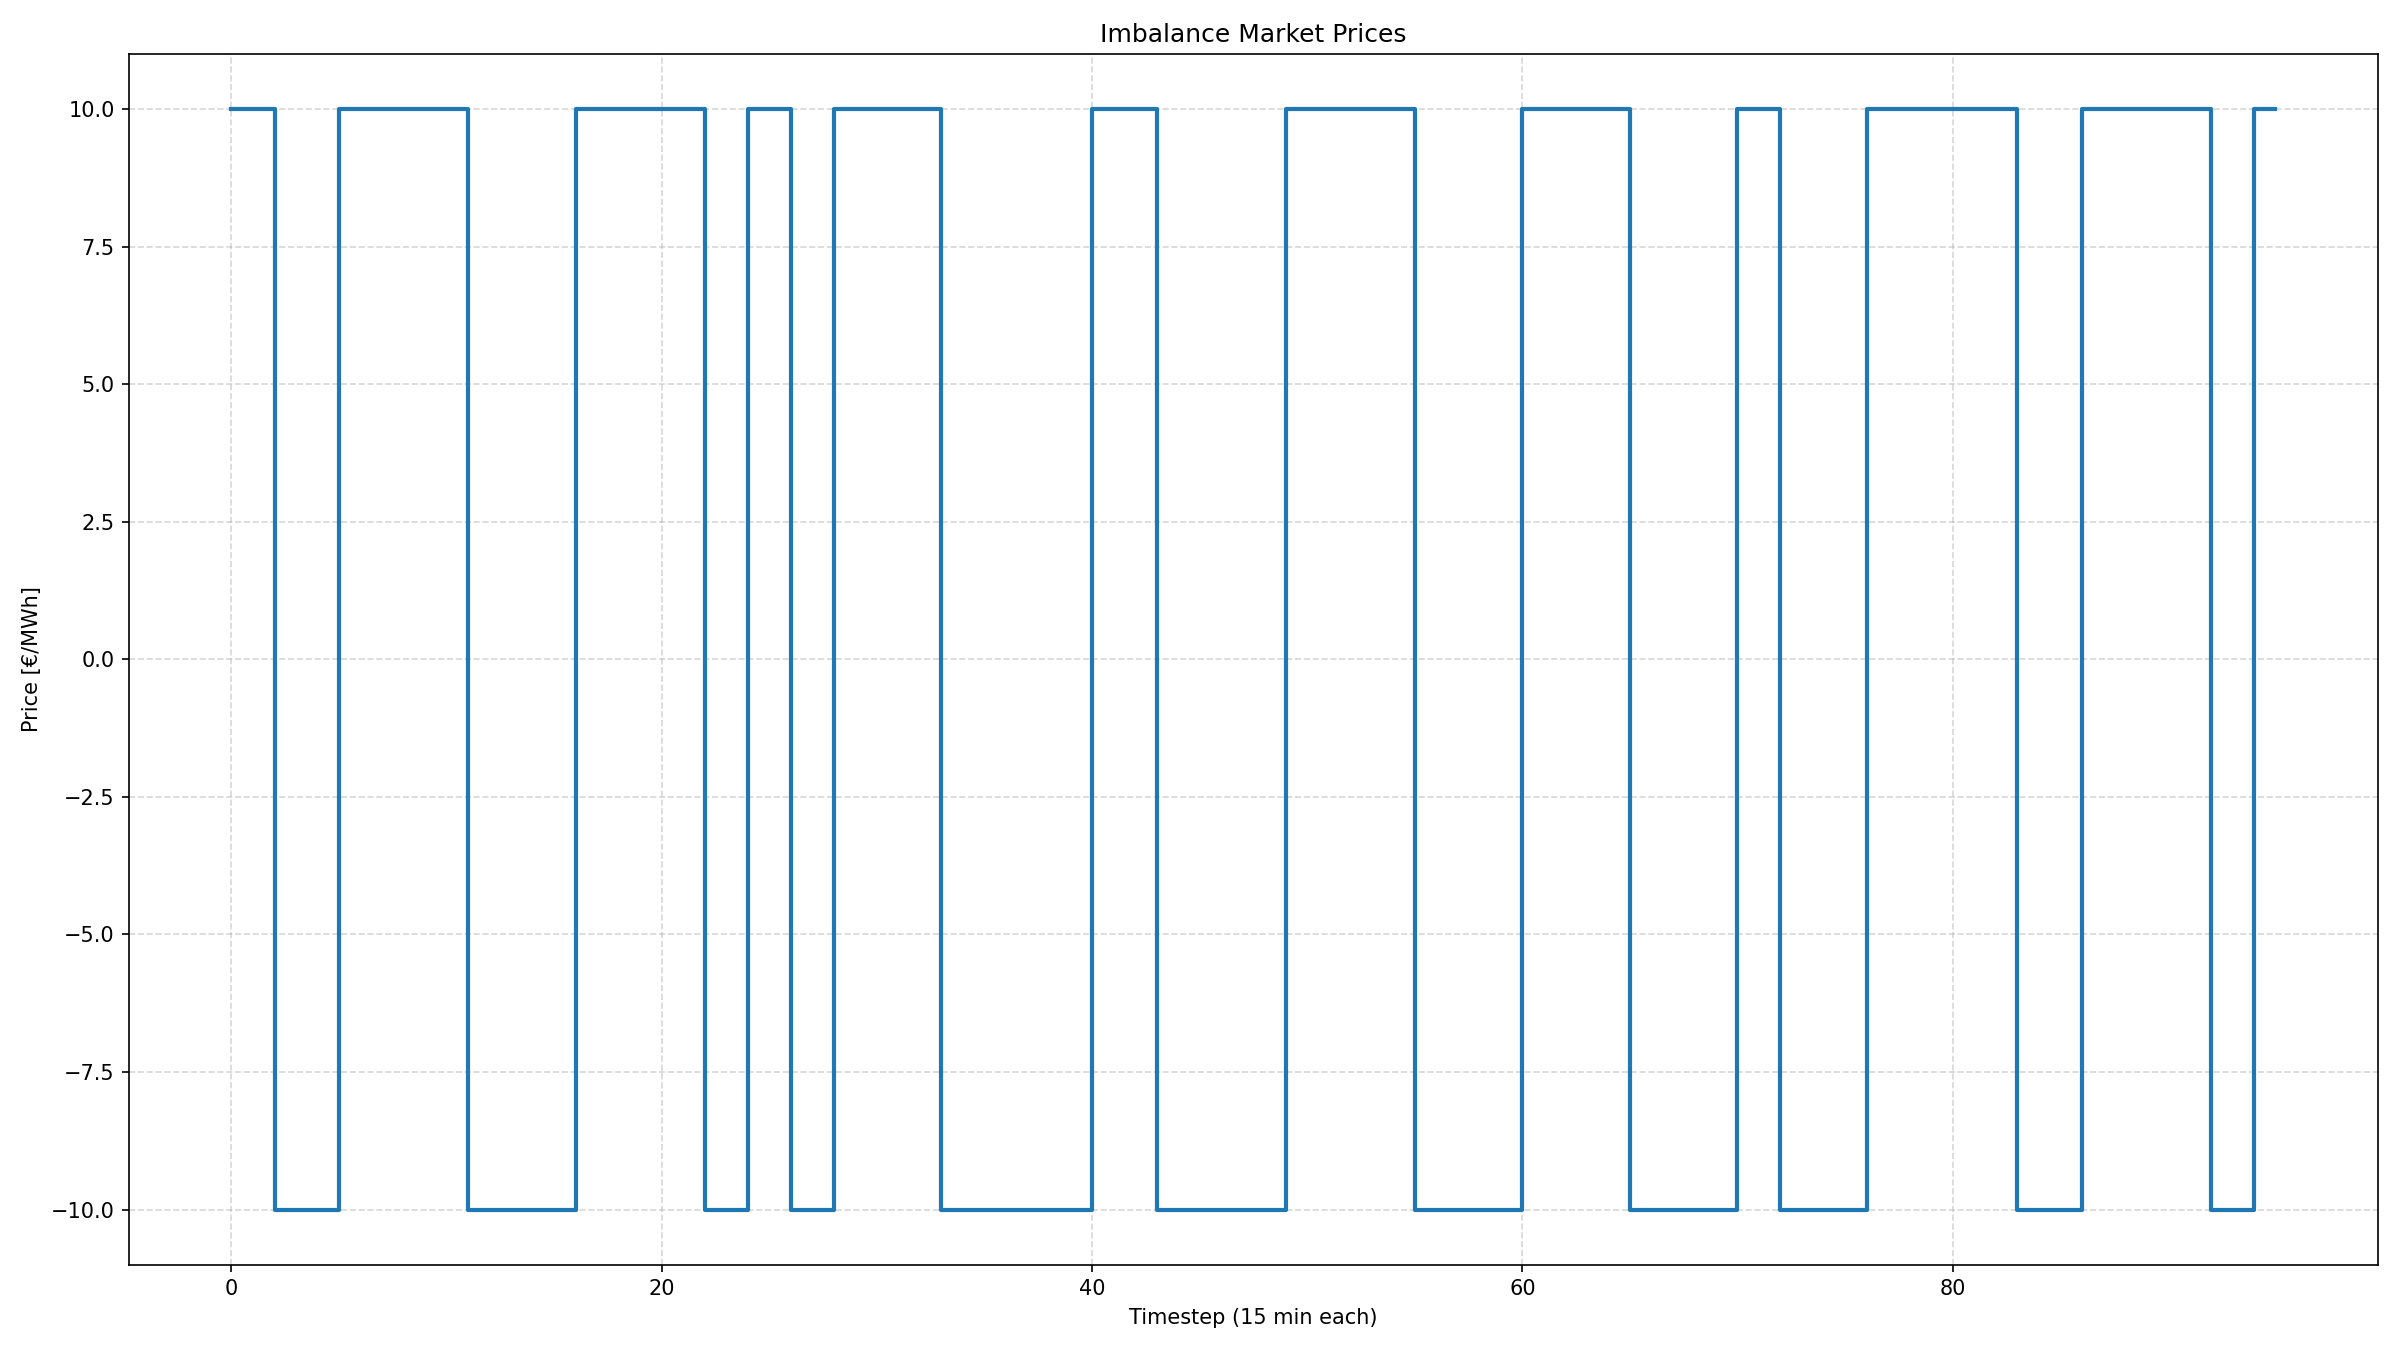 Imbalance Market Prices
Price [€/MWh]
10.0
7.5
5.0
2.5
0.0
−2.5
−5.0
−7.5
−10.0
0 20 40 60 80
Timestep (15 min each)